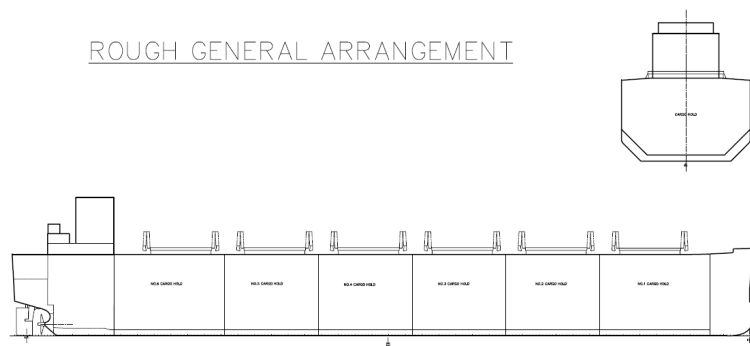 ROUGH GENERAL ARRANGEMENT
CARGO HOLD
NO.6 CARGO HOLD
NO.5 CARGO HOLD
NO.4 CARGO HOLD
NO.3 CARGO HOLD
NO.2 CARGO HOLD
NO.1 CARGO HOLD